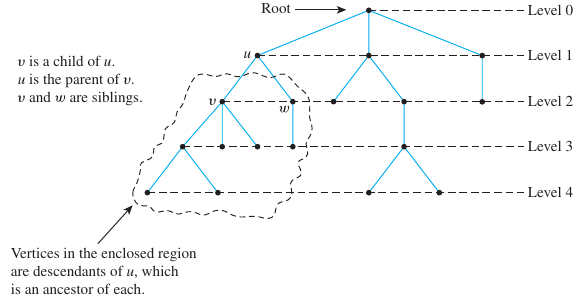 Root
Level 0
u
Level 1
v is a child of u.
u is the parent of v.
v and w are siblings.
v
w
Level 2
Level 3
Level 4
Vertices in the enclosed region
are descendants of u, which
is an ancestor of each.